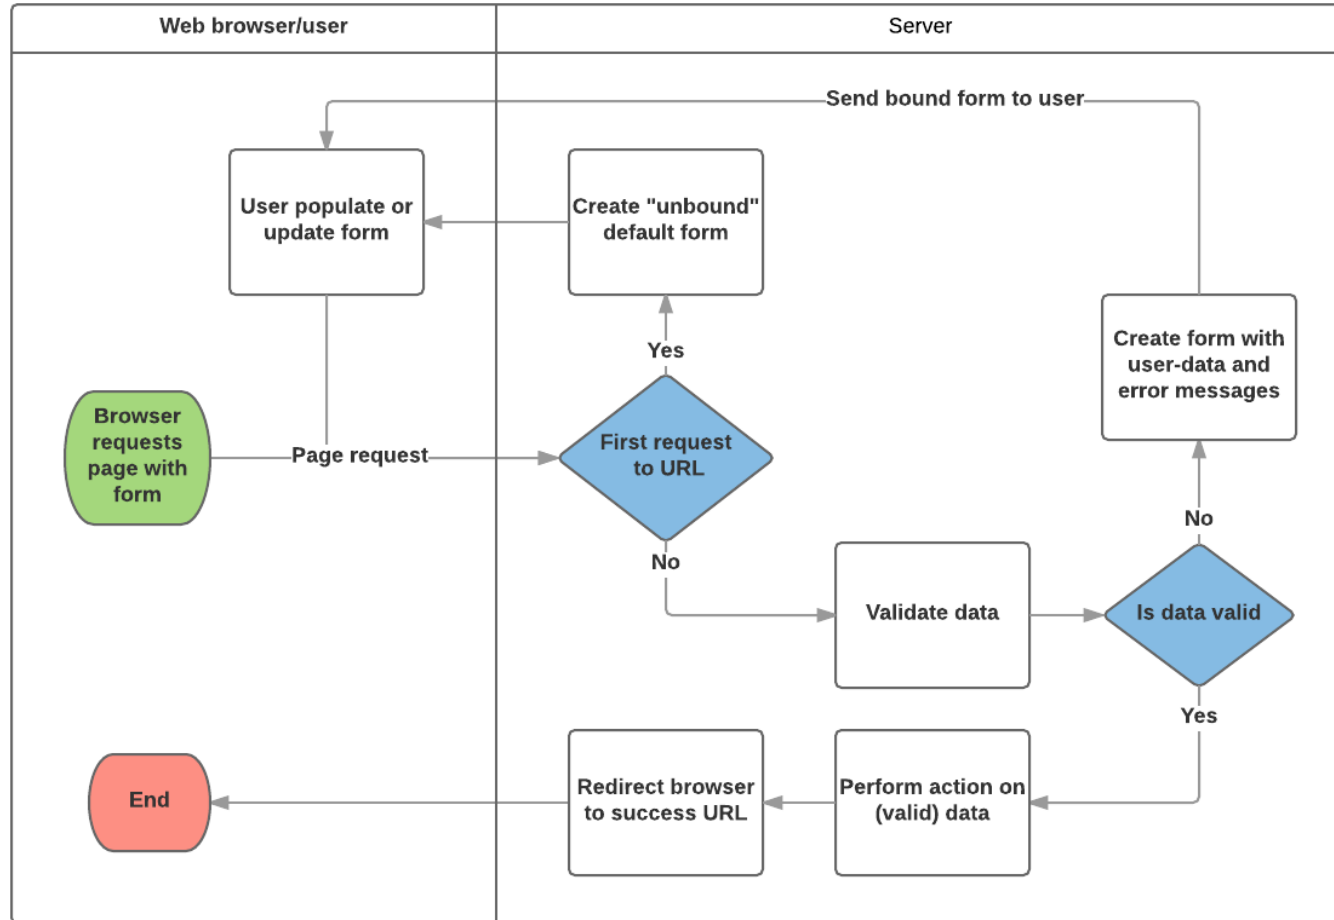 Web browser/user
Server
Send bound form to user
User populate or
update form
Create "unbound"
default form
Yes
Create form with
user-data and
error messages
Browser
requests
page with
form
Page request
First request
to URL
No
No
Validate data
Is data valid
Yes
End
Redirect browser
to success URL
Perform action on
(valid) data